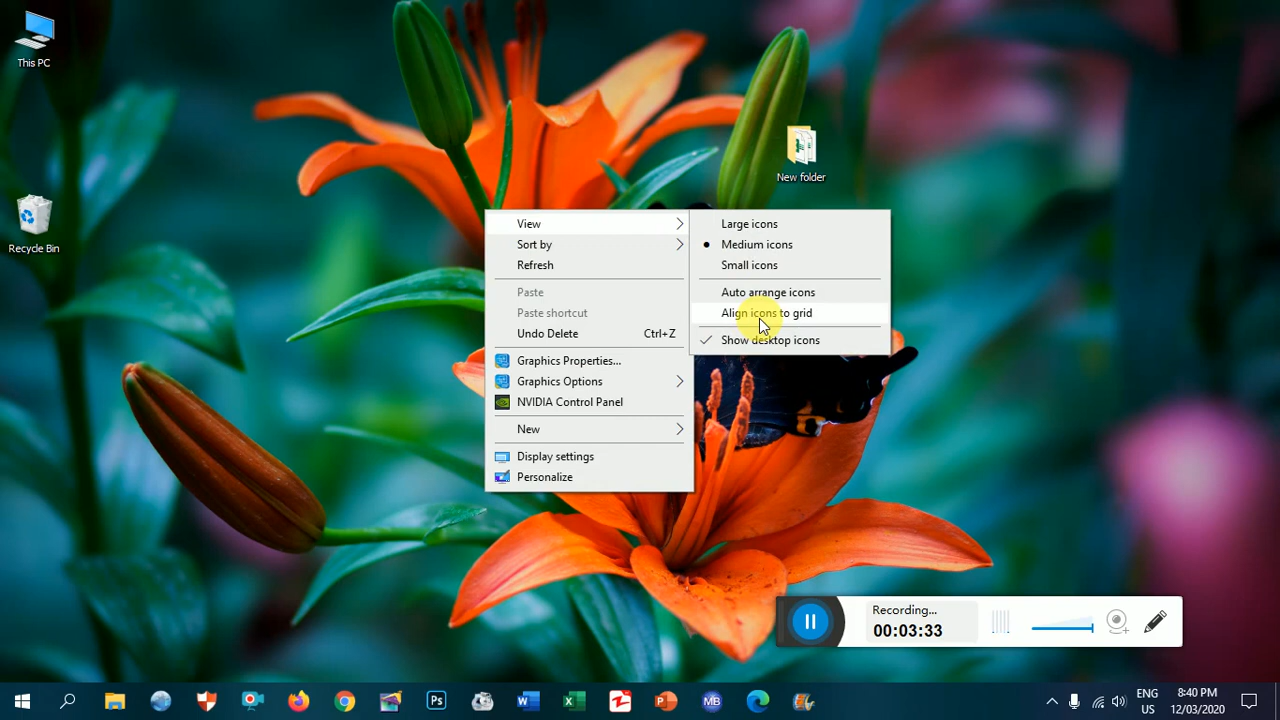 This PC
New folder
Recycle Bin
View
Sort by
Refresh
Paste
Paste shortcut
Undo Delete Ctrl+Z
Graphics Properties...
Graphics Options
NVIDIA Control Panel
New
Display settings
Personalize
Large icons
Medium icons
Small icons
Auto arrange icons
Align icons to grid
Show desktop icons
Recording...
00:03:33
Ps
W
X
P
MB
ENG
US
8:40 PM
12/03/2020